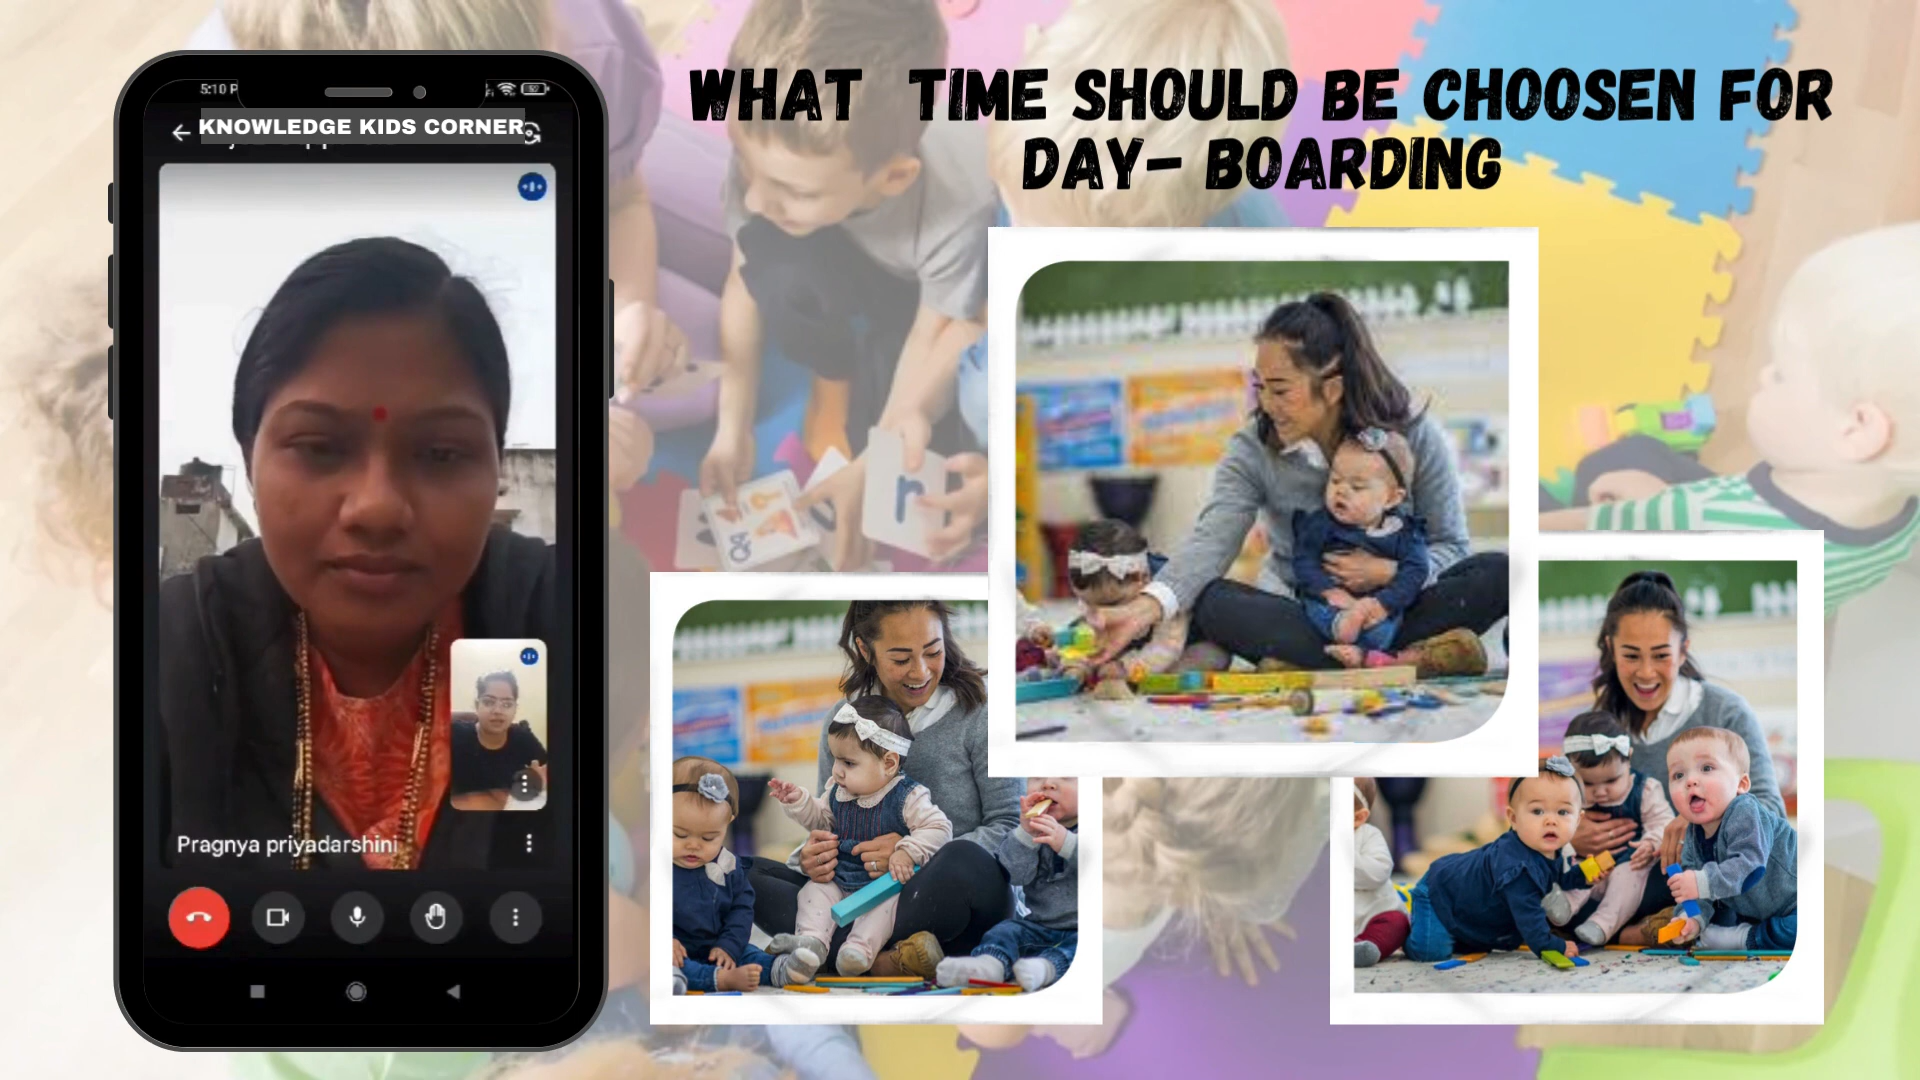 WHAT TIME SHOULD BE CHOOSEN FOR
DAY- BOARDING
5:10 P
KNOWLEDGE KIDS CORNER
Pragnya priyadarshini
n